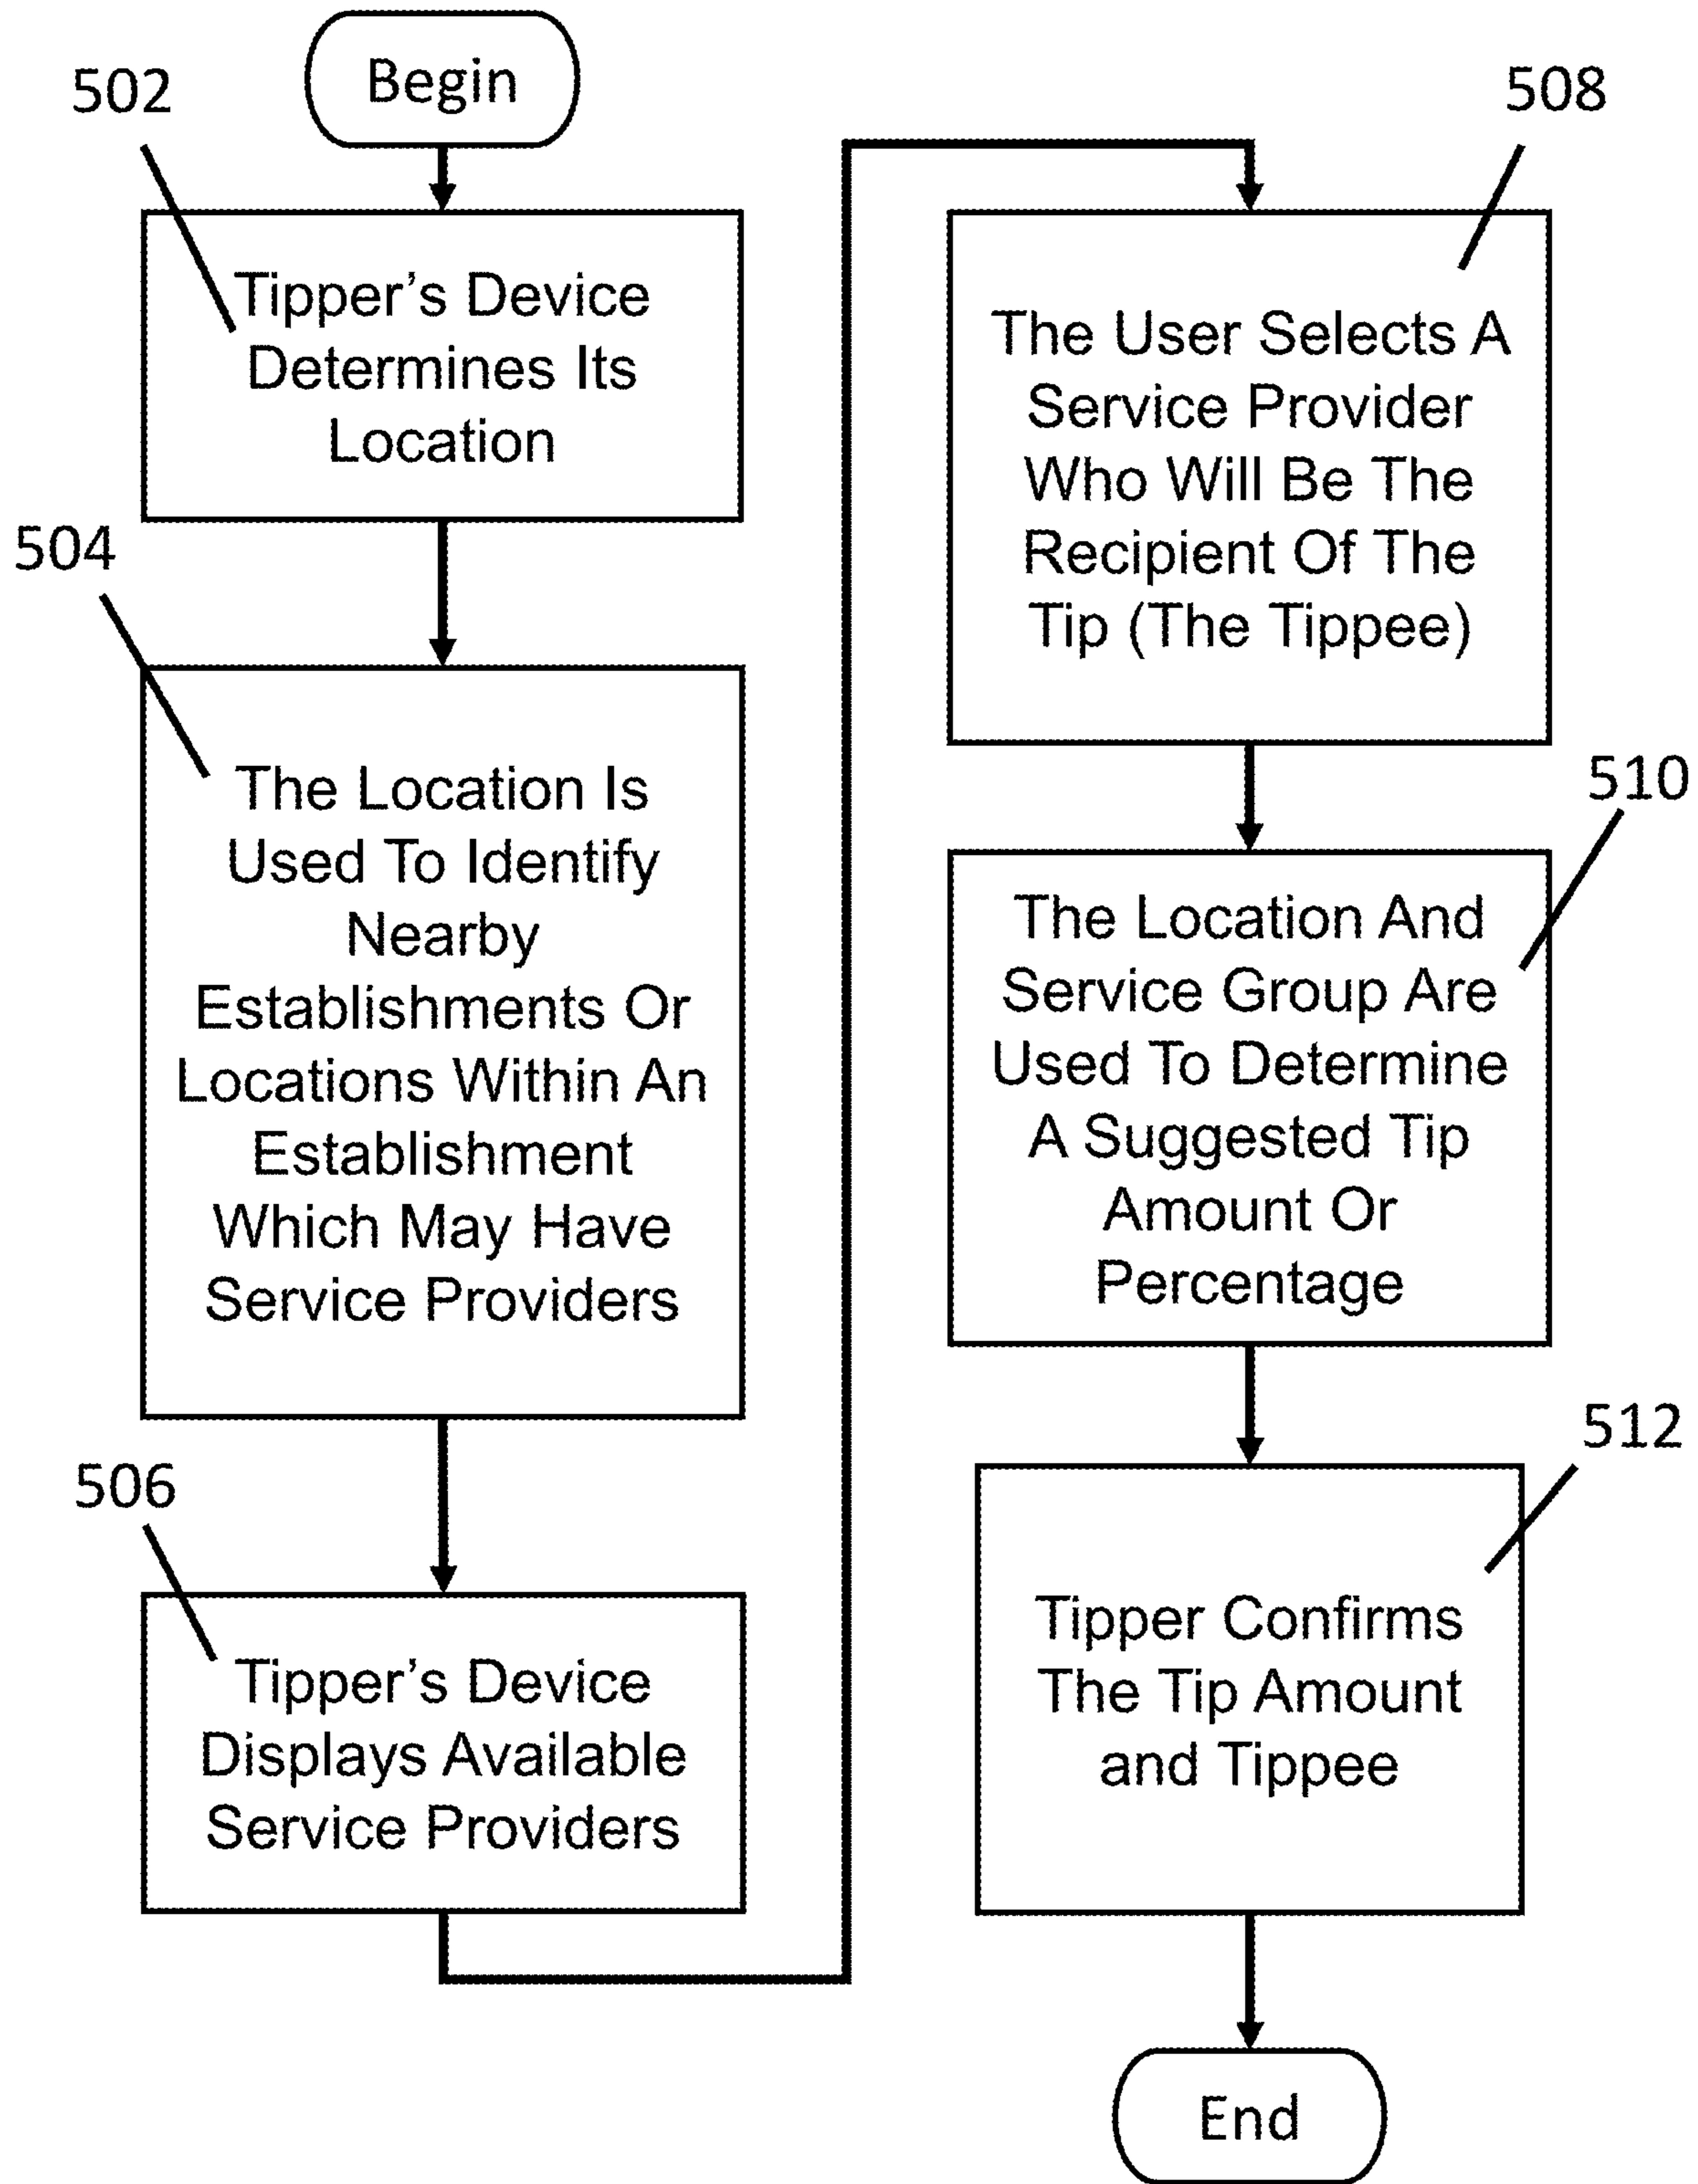 Begin
502
Tipper’s Device
Determines Its
Location
504
The Location Is
Used To Identify
Nearby
Establishments Or
Locations Within An
Establishment
Which May Have
Service Providers
506
Tipper’s Device
Displays Available
Service Providers
508
The User Selects A
Service Provider
Who Will Be The
Recipient Of The
Tip (The Tippee)
510
The Location And
Service Group Are
Used To Determine
A Suggested Tip
Amount Or
Percentage
512
Tipper Confirms
The Tip Amount
and Tippee
End